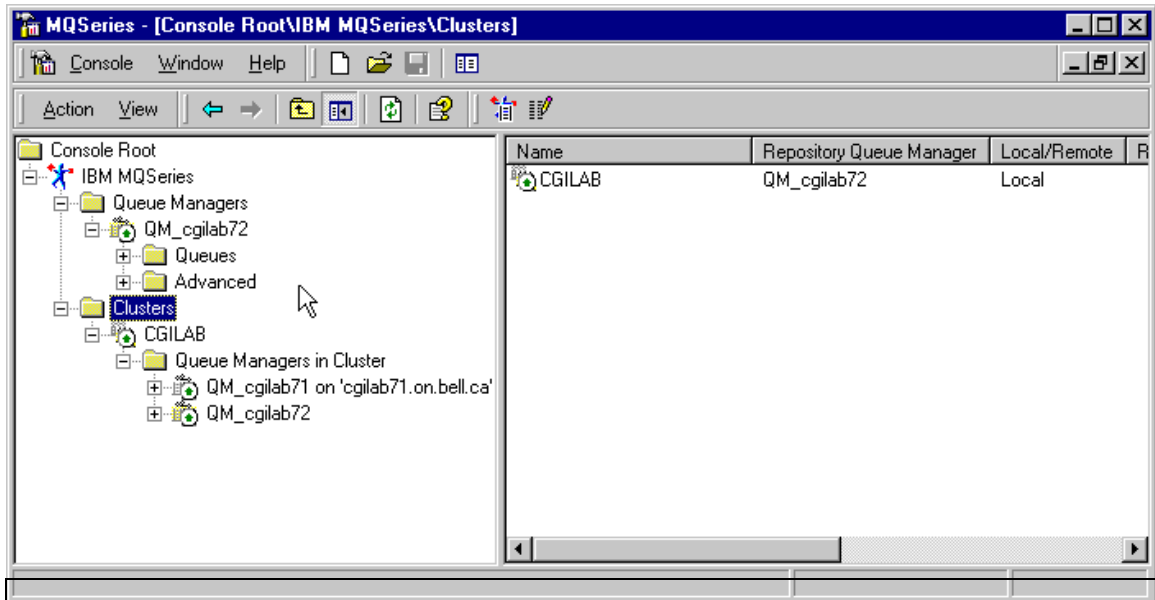 MQSeries - [Console Root\IBM MQSeries\Clusters]
Console Window Help
Action View
Console Root
IBM MQSeries
Queue Managers
QM_cgilab72
Queues
Advanced
Clusters
CGILAB
Queue Managers in Cluster
QM_cgilab71 on 'cgilab71.on.bell.ca'
QM_cgilab72
Name Repository Queue Manager Local/Remote R
CGILAB QM_cgilab72 Local